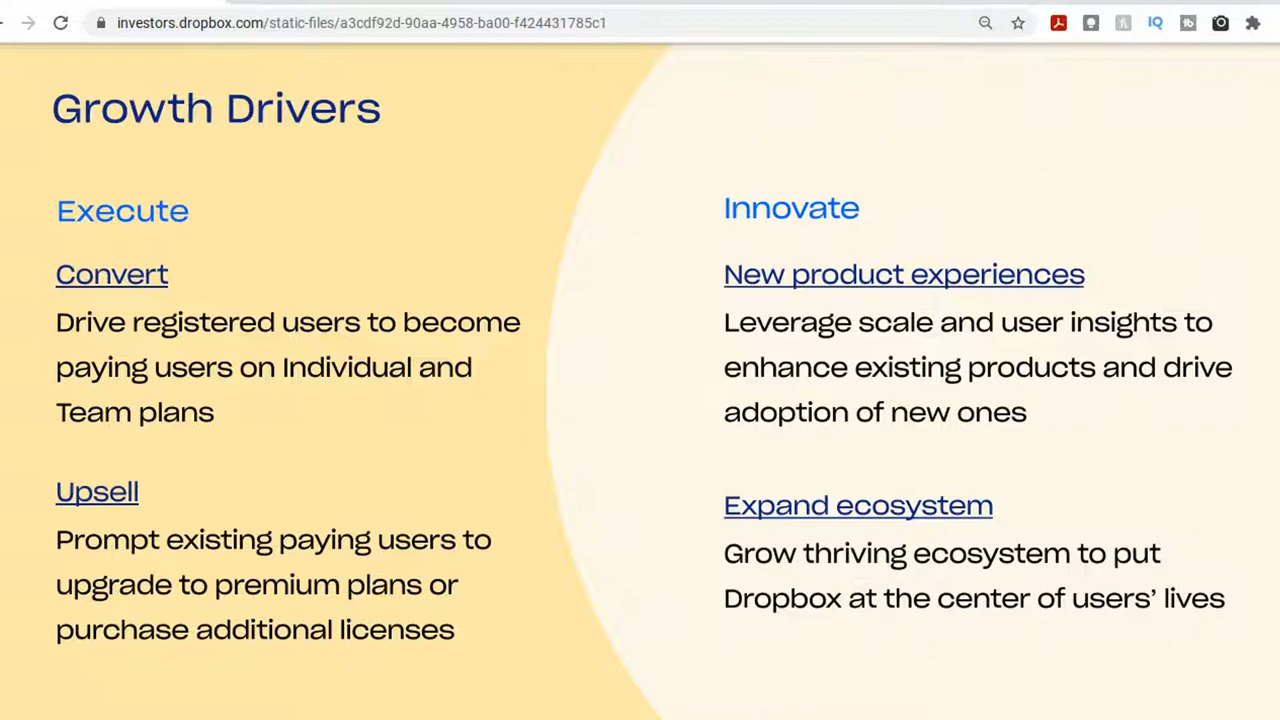 investors.dropbox.com/static-files/a3cdf92d-90aa-4958-ba00-f424431785c1
Growth Drivers
Execute
Convert
Drive registered users to become
paying users on Individual and
Team plans
Upsell
Prompt existing paying users to
upgrade to premium plans or
purchase additional licenses
Innovate
New product experiences
Leverage scale and user insights to
enhance existing products and drive
adoption of new ones
Expand ecosystem
Grow thriving ecosystem to put
Dropbox at the center of users’ lives